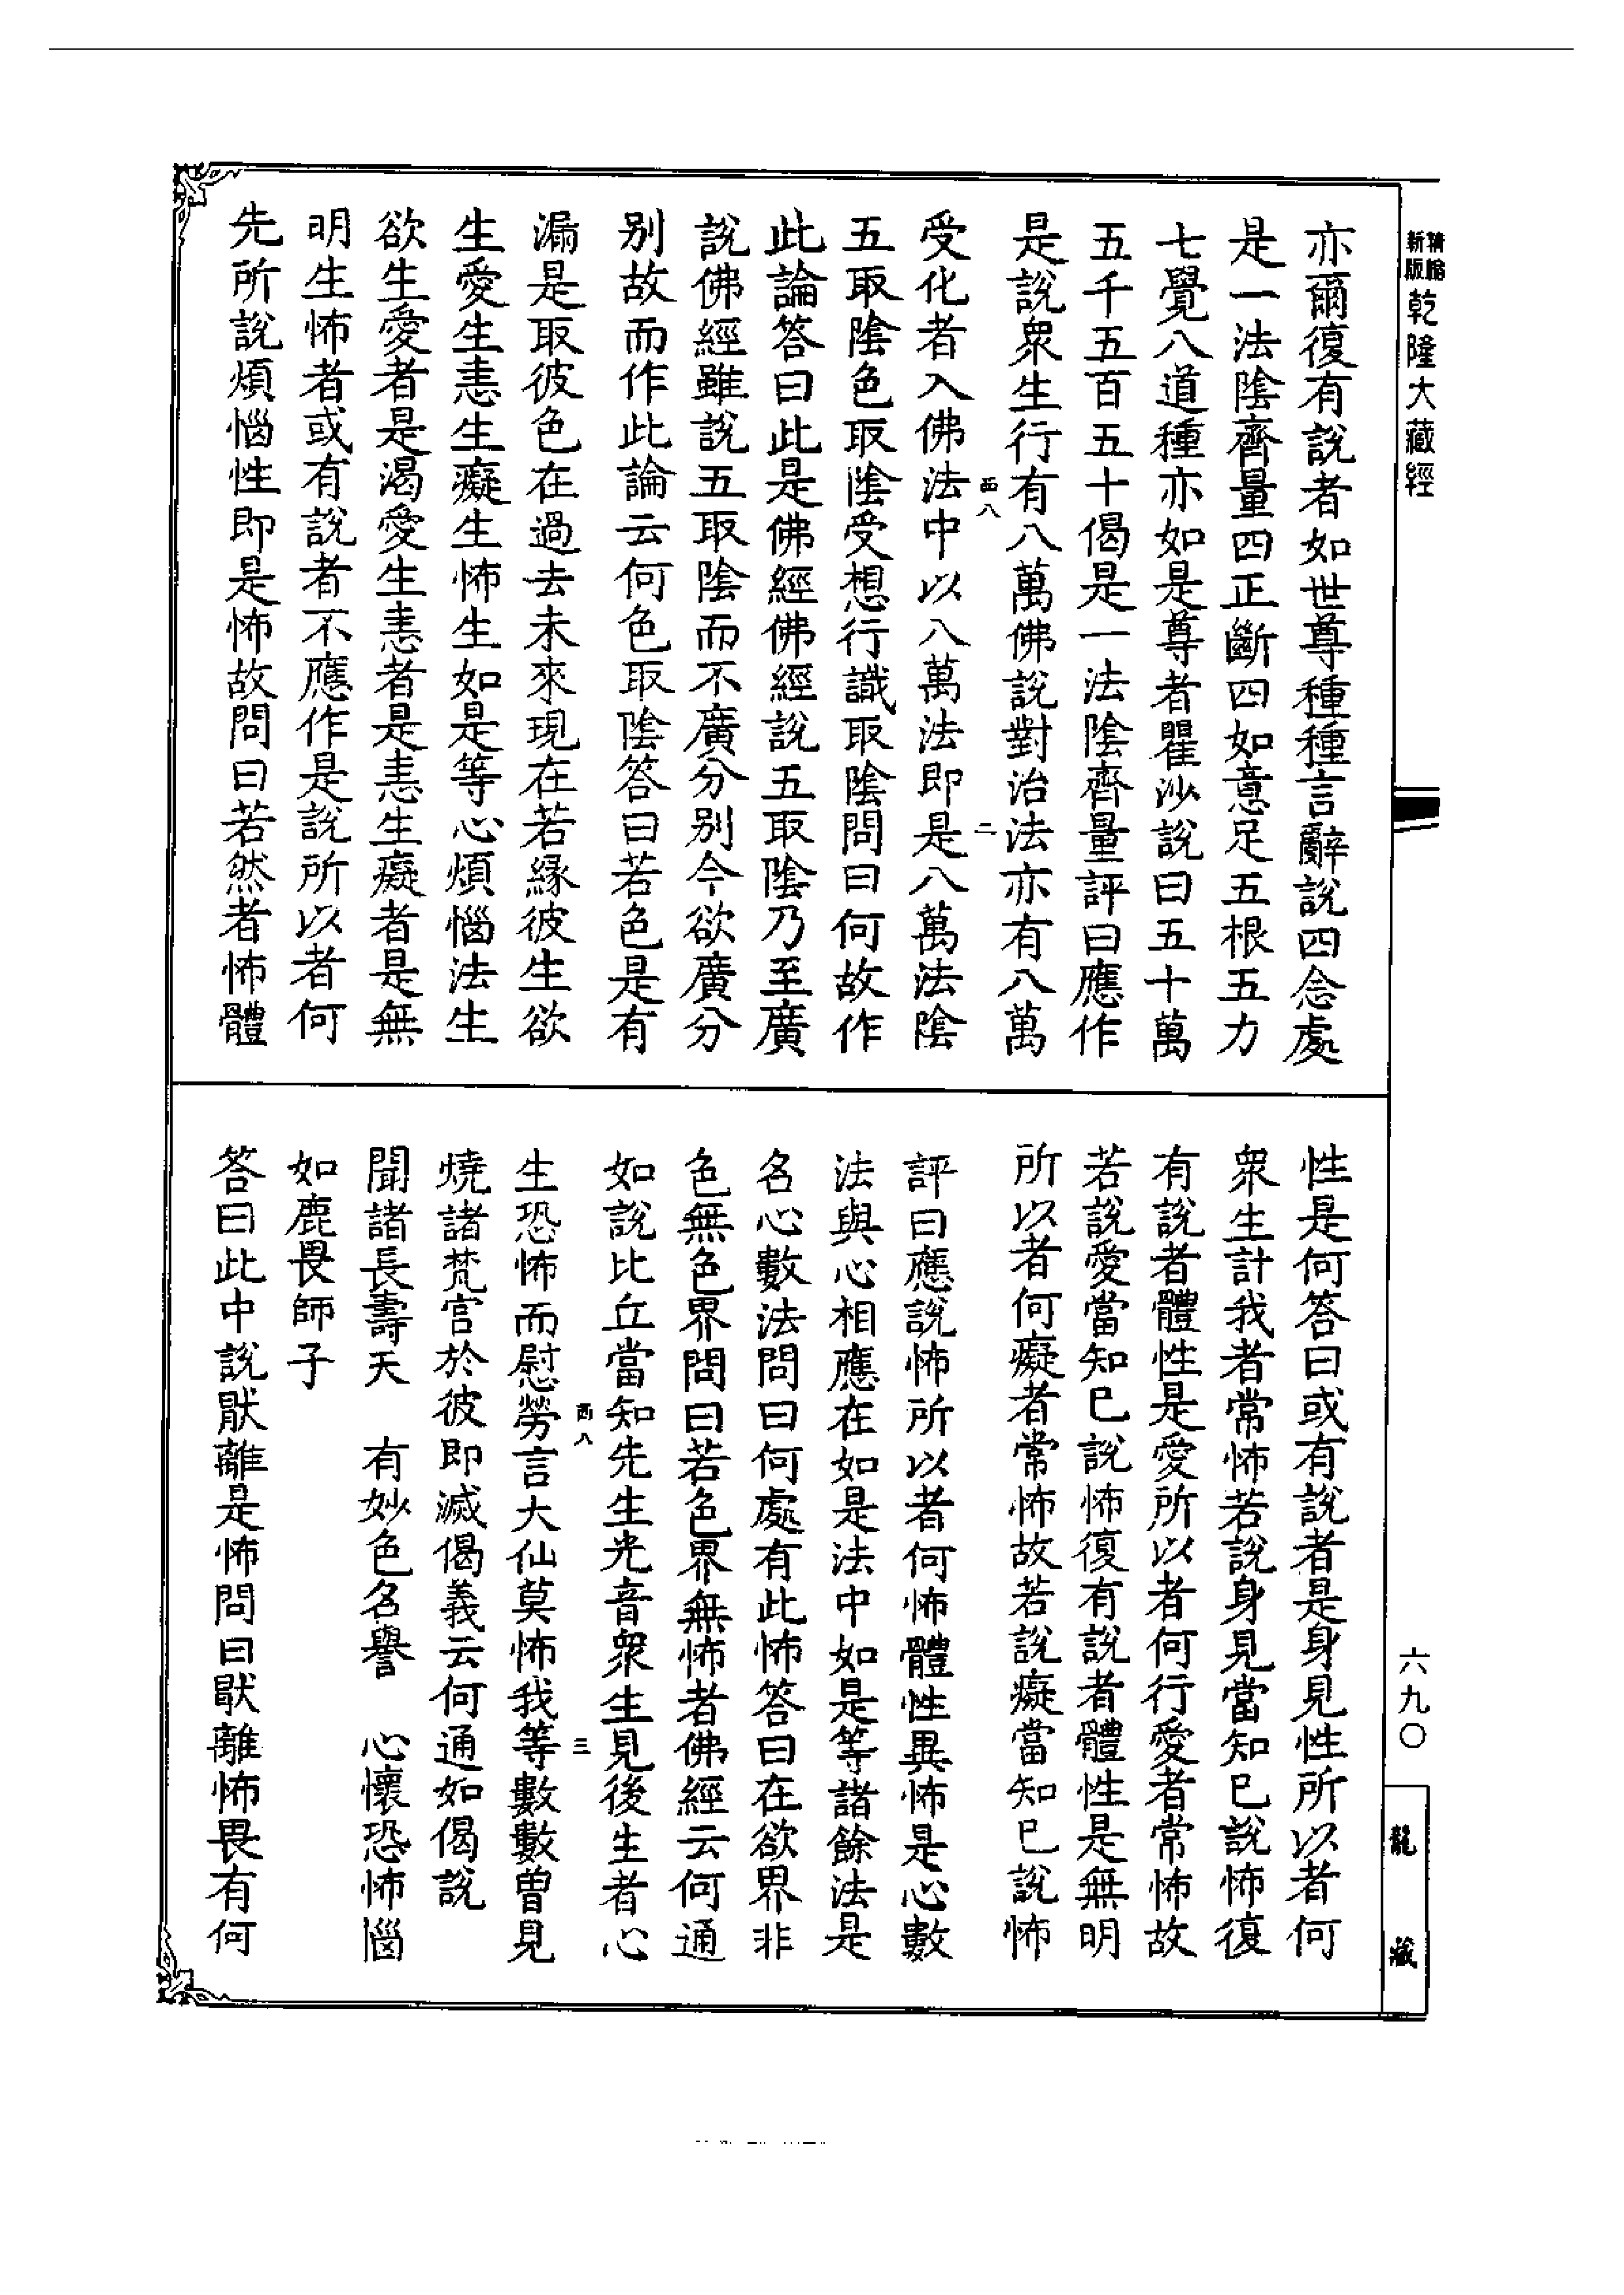 精繪新版乾隆大藏經
亦爾復有說者如世尊種種言辭說四念處
是一法陰齊量四正斷四如意足五根五力
七覺八道種亦如是尊者瞿沙說曰五十萬
五千五百五十偈是一法陰齊量評曰應作
是說衆生行有八萬佛說對治法亦有八萬
西八 二
受化者入佛法中以八萬法即是八萬法陰
五取陰色取陰受想行識取陰問曰何故作
此論答曰此是佛經佛經說五取陰乃至廣
說佛經雖說五取陰而不廣分別今欲廣分
別故而作此論云何色取陰答曰若色是有
漏是取彼色在過去未來現在若緣彼生欲
生愛生恚生癡生怖生如是等心煩惱法生
欲生愛者是渴愛生恚者是恚生癡者是無
明生怖者或有說者不應作是說所以者何
先所說煩惱性即是怖故問曰若然者怖體
性是何答曰或有說者是身見性所以者何
衆生計我者常怖若說身見當知已說怖復
有說者體性是愛所以者何行愛者常怖故
若說愛當知已說怖復有說者體性是無明
所以者何癡者常怖故若說癡當知已說怖
評曰應說怖所以者何怖體性異怖是心數
法與心相應在如是法中如是等諸餘法是
名心數法問曰何處有此怖答曰在欲界非
色無色界問曰若色界無怖者佛經云何通
如說比丘當知先生光音衆生見後生者心
西八 三
生恐怖而慰勞言大仙莫怖我等數數曾見
燒諸梵宮於彼即滅偈義云何通如偈說
聞諸長壽天 有妙色名譽 心懷恐怖惱
如鹿畏師子
答曰此中說猒離是怖問曰猒離怖畏有何
六九〇
龍藏